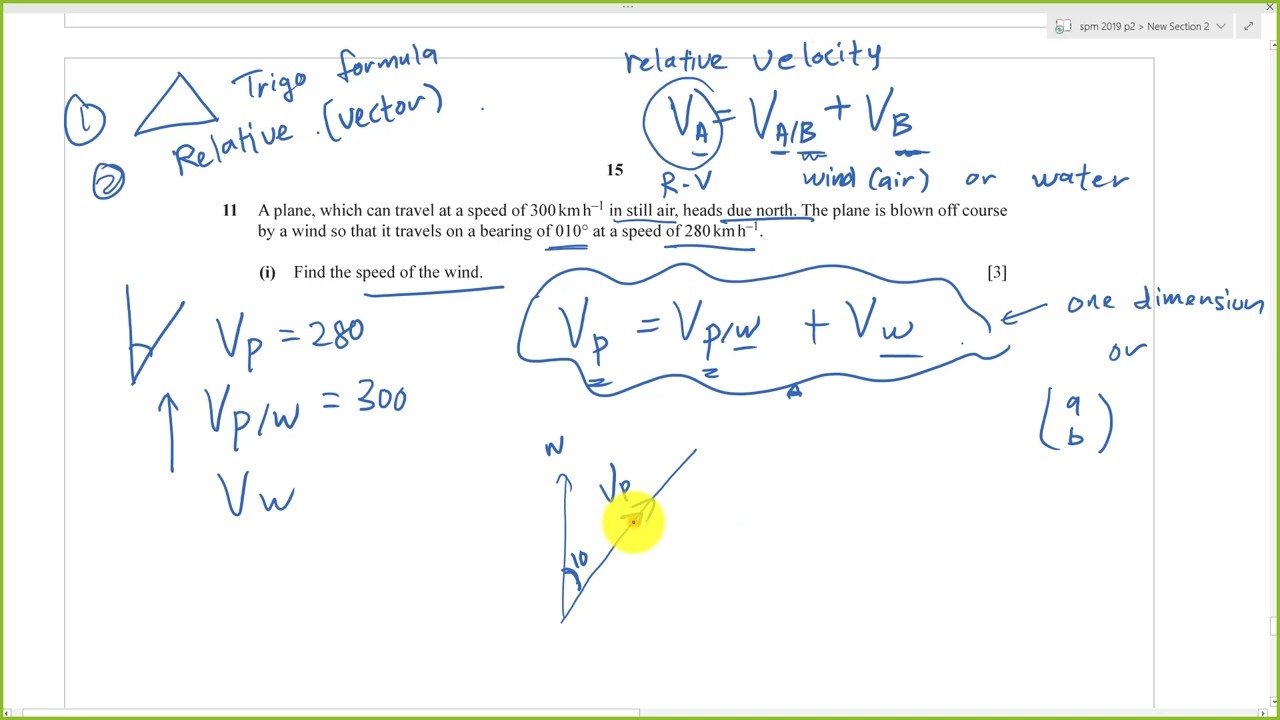 spm 2019 p2 > New Section 2
① Trigo formula
② Relative (vector)
relative velocity
V_A = V_A/B + V_B
R-V wind (air) or water
15
11 A plane, which can travel at a speed of 300 km h⁻¹ in still air, heads due north. The plane is blown off course
by a wind so that it travels on a bearing of 010° at a speed of 280 km h⁻¹.
(i) Find the speed of the wind. [3]
V_p = V_p/w + V_w
one dimension
or
(a
b)
V_p = 280
V_p/w = 300
V_w
N
V_p
10